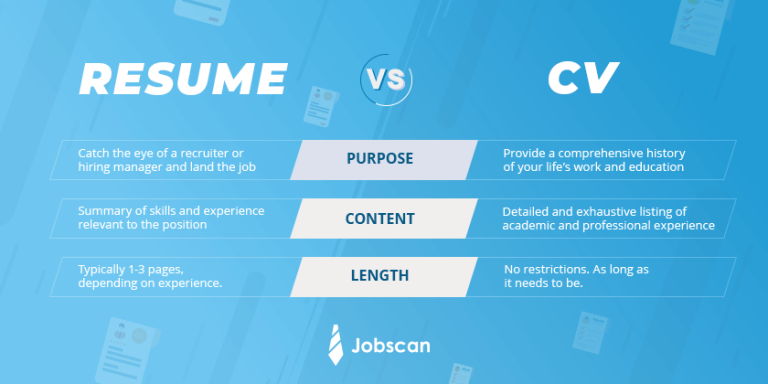 RESUME VS CV
Catch the eye of a recruiter or
hiring manager and land the job
PURPOSE
Provide a comprehensive history
of your life's work and education
Summary of skills and experience
relevant to the position
CONTENT
Detailed and exhaustive listing of
academic and professional experience
Typically 1-3 pages,
depending on experience.
LENGTH
No restrictions. As long as
it needs to be.
Jobscan